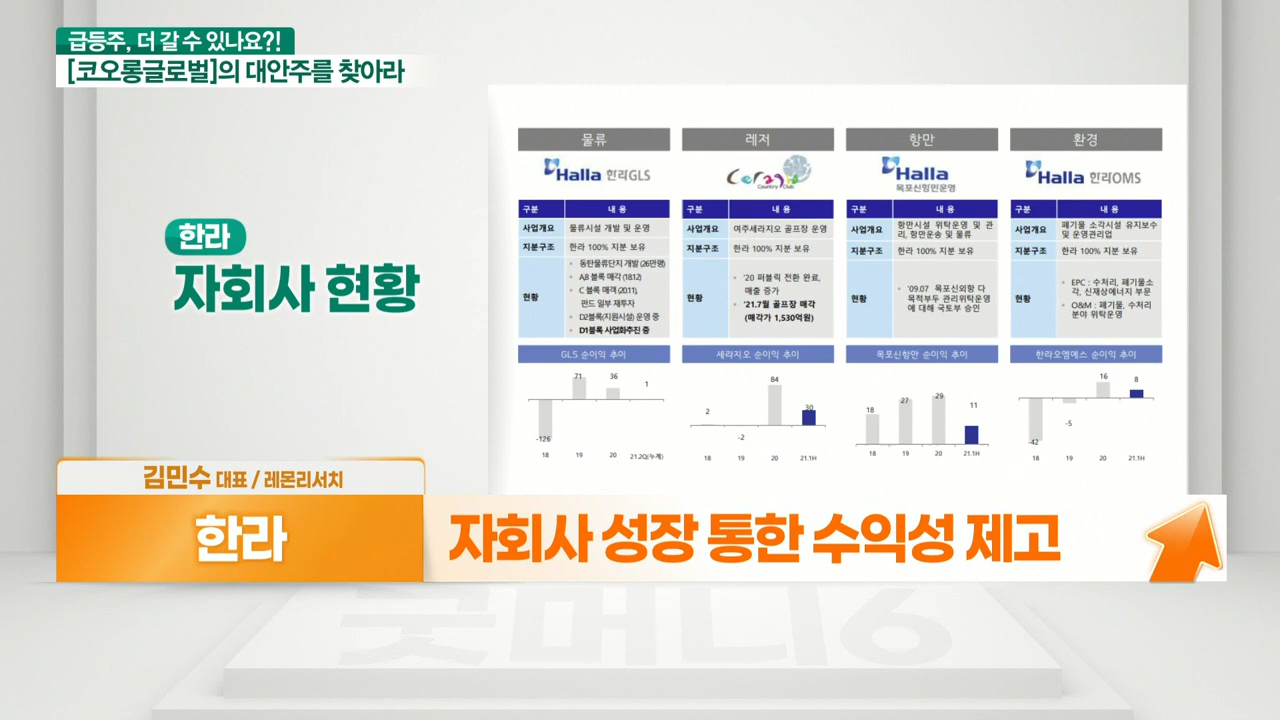 급등주, 더 갈 수 있나요?!
[코오롱글로벌]의 대안주를 찾아라
한라
자회사 현황
물류
Halla 한라GLS
구분 내 용
사업개요 물류시설 개발 및 운영
지분구조 한라 100% 지분 보유
현황
• 동탄물류단지 개발 (26만평)
• A,B 블록 매각 (18.12)
• C 블록 매객 (20.11),
펀드 일부 재투자
• D2블록(지원시설) 운영 중
• D1블록 사업화추진 중
GLS 순이익 추이
-126 71 36 1
18 19 20 21.2Q(누계)
레저
Ceragio
Country Club
구분 내 용
사업개요 여주세라지오 골프장 운영
지분구조 한라 100% 지분 보유
현황
• '20 퍼블릭 전환 완료,
매출 증가
• '21.7월 골프장 매각
(매각가 1,530억원)
세라지오 순이익 추이
2 -2 84 30
18 19 20 21.1H
항만
Halla
목포신항만운영
구분 내 용
사업개요 항만시설 위탁운영 및 관
리, 항만운송 및 물류
지분구조 한라 100% 지분 보유
현황
• '09.07 목포신외항 다
목적부두 관리위탁운영
에 대해 국토부 승인
목포신항만 순이익 추이
18 27 29 11
18 19 20 21.1H
환경
Halla 한라OMS
구분 내 용
사업개요 폐기물 소각시설 유지보수
및 운영관리업
지분구조 한라 100% 지분 보유
현황
• EPC : 수처리, 폐기물소
각, 신재상에너지 부문
• O&M : 폐기물, 수처리
분야 위탁운영
한라오엠에스 순이익 추이
-42 -5 16 8
18 19 20 21.1H
김민수 대표 / 레몬리서치
한라
자회사 성장 통한 수익성 제고
굿머니6